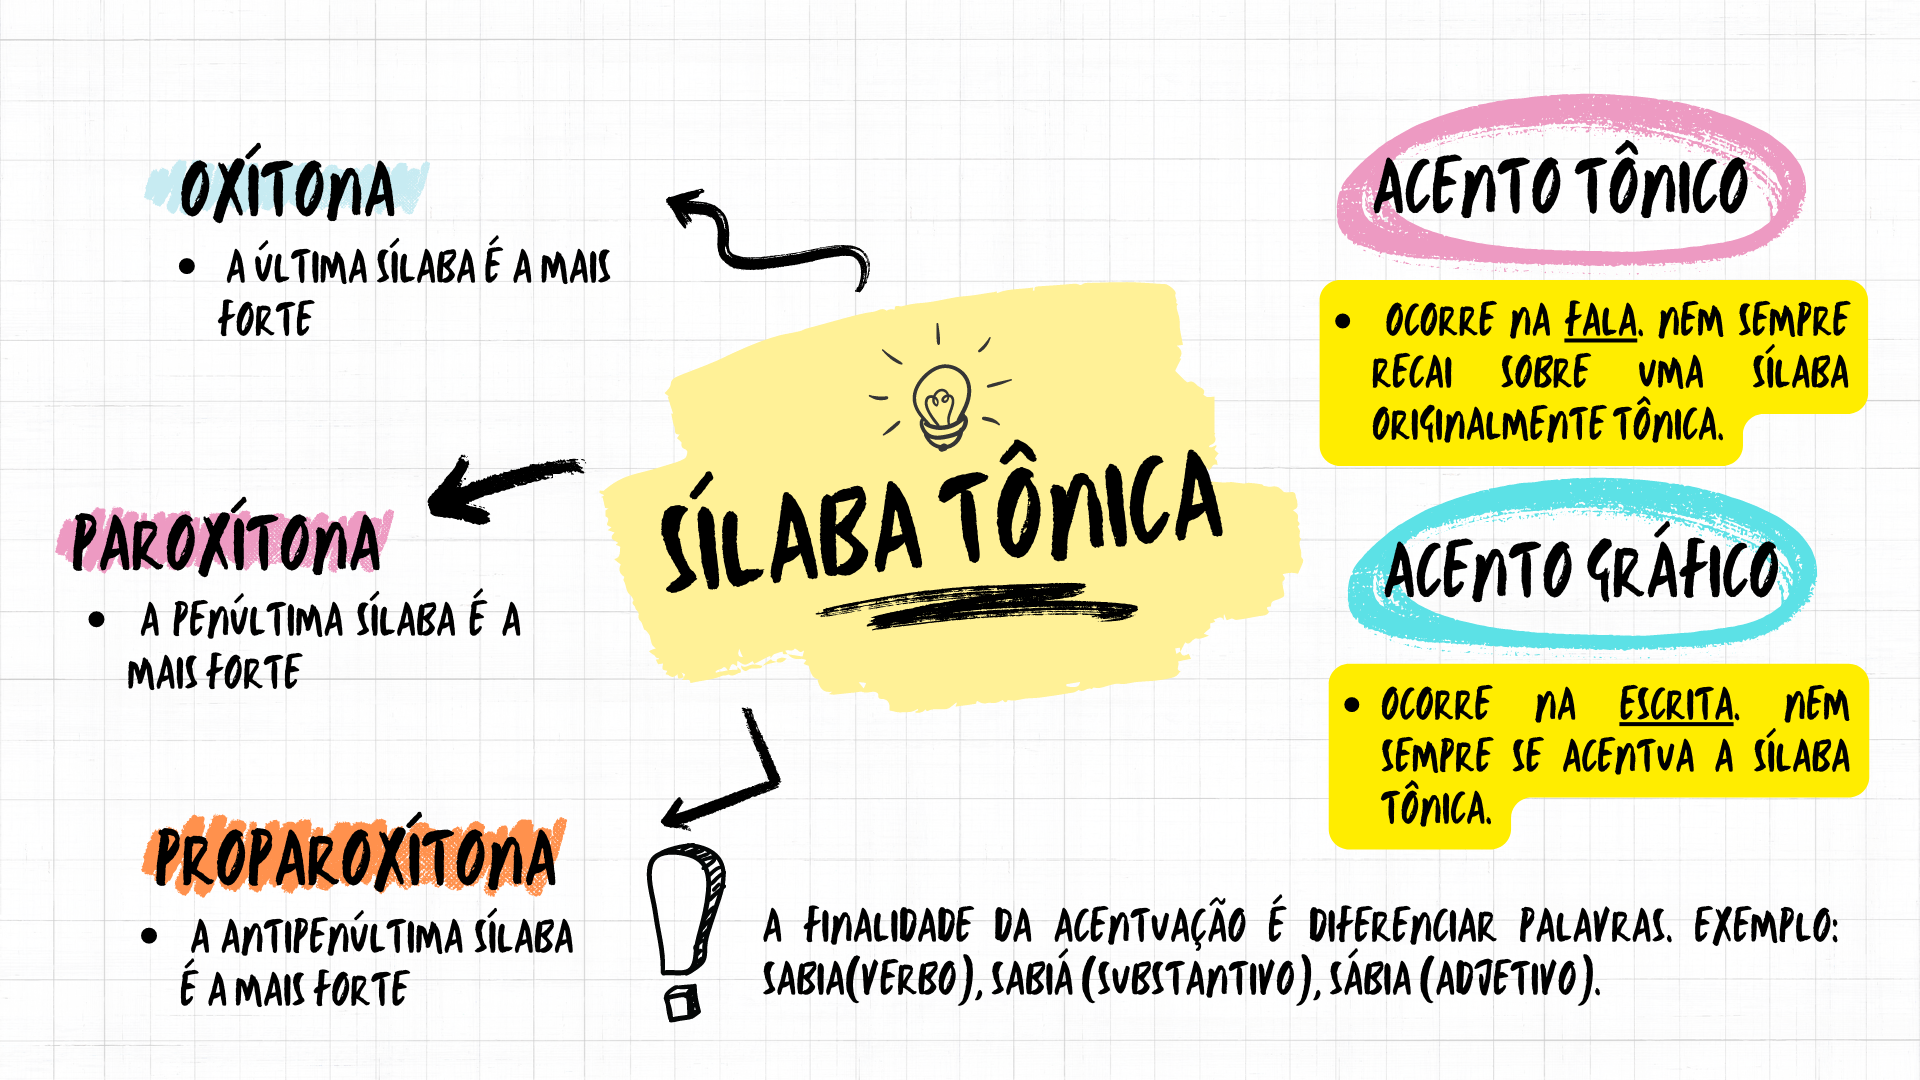 OXÍTONA
• A ÚLTIMA SÍLABA É A MAIS
FORTE
PAROXÍTONA
• A PENÚLTIMA SÍLABA É A
MAIS FORTE
PROPAROXÍTONA
• A ANTIPENÚLTIMA SÍLABA
É A MAIS FORTE
SÍLABA TÔNICA
ACENTO TÔNICO
• OCORRE NA FALA. NEM SEMPRE
RECAI SOBRE UMA SÍLABA
ORIGINALMENTE TÔNICA.
ACENTO GRÁFICO
• OCORRE NA ESCRITA. NEM
SEMPRE SE ACENTUA A SÍLABA
TÔNICA.
A FINALIDADE DA ACENTUAÇÃO É DIFERENCIAR PALAVRAS. EXEMPLO:
SABIA(VERBO), SABIÁ (SUBSTANTIVO), SÁBIA (ADJETIVO).